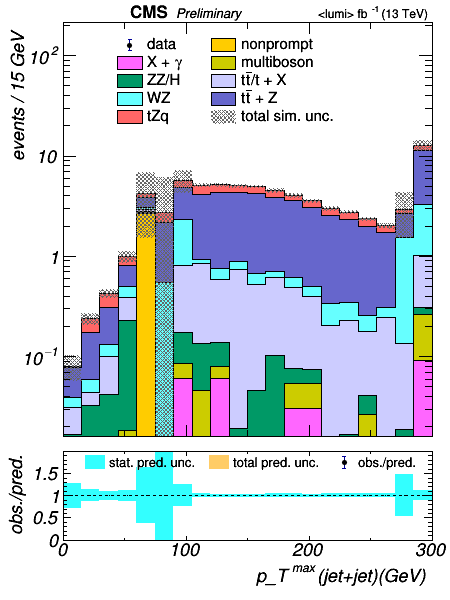 CMS Preliminary <lumi> fb⁻¹ (13 TeV)
events / 15 GeV
10²
10
1
10⁻¹
data
X + γ
ZZ/H
WZ
tZq
nonprompt
multiboson
tt̅/t + X
tt̅ + Z
total sim. unc.
obs./pred.
1.5
1
0.5
0
stat. pred. unc. total pred. unc. obs./pred.
0 100 200 300
p_T^max (jet+jet)(GeV)